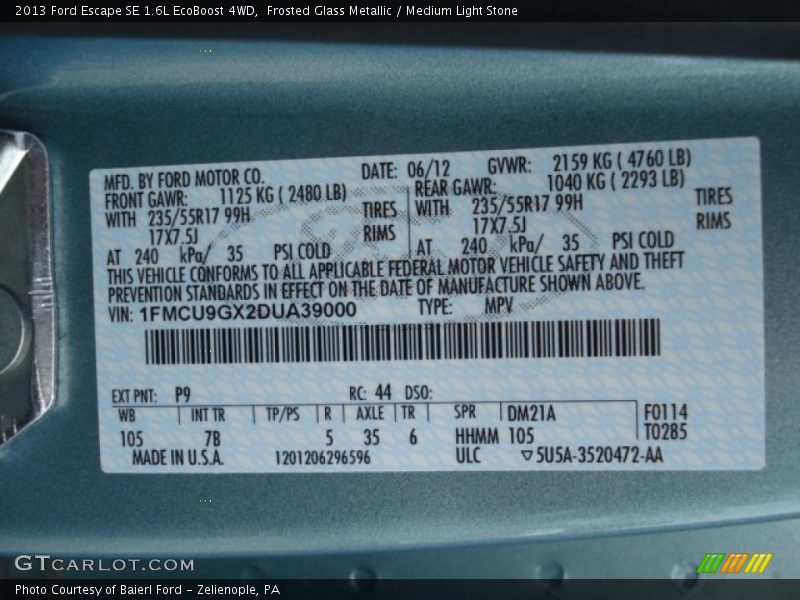 2013 Ford Escape SE 1.6L EcoBoost 4WD,  Frosted Glass Metallic / Medium Light Stone
MFD. BY FORD MOTOR CO. DATE: 06/12 GVWR: 2159 KG ( 4760 LB)
FRONT GAWR: 1125 KG ( 2480 LB) REAR GAWR: 1040 KG ( 2293 LB)
WITH 235/55R17 99H TIRES WITH 235/55R17 99H TIRES
17X7.5J RIMS 17X7.5J RIMS
AT 240 kPa/ 35 PSI COLD AT 240 kPa/ 35 PSI COLD
THIS VEHICLE CONFORMS TO ALL APPLICABLE FEDERAL MOTOR VEHICLE SAFETY AND THEFT
PREVENTION STANDARDS IN EFFECT ON THE DATE OF MANUFACTURE SHOWN ABOVE.
VIN: 1FMCU9GX2DUA39000 TYPE: MPV
EXT PNT: P9 RC: 44 DSO:
WB INT TR TP/PS R AXLE TR SPR DM21A F0114
105 7B 5 35 6 HHMM 105 T0285
MADE IN U.S.A. 1201206296596 ULC ▽5U5A-3520472-AA
GTCARLOT.COM
Photo Courtesy of Baierl Ford – Zelienople, PA